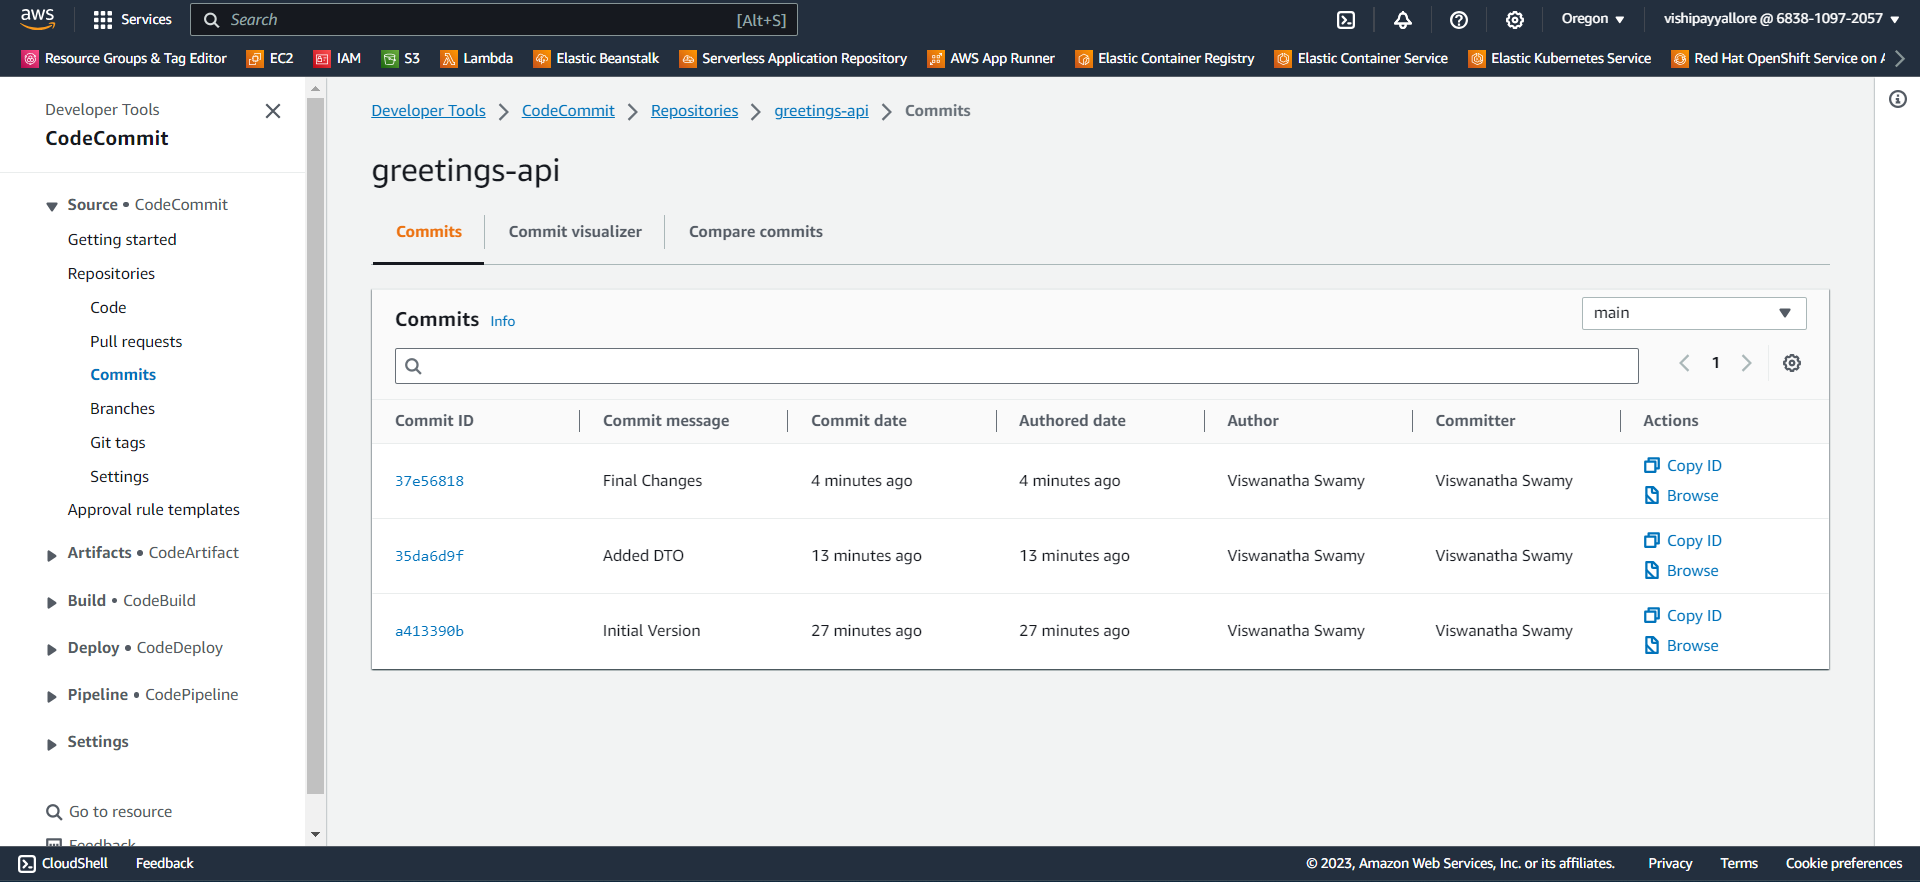 aws Services Search [Alt+S] Oregon vishipayyallore @ 6838-1097-2057
Resource Groups & Tag Editor EC2 IAM S3 Lambda Elastic Beanstalk Serverless Application Repository AWS App Runner Elastic Container Registry Elastic Container Service Elastic Kubernetes Service Red Hat OpenShift Service on A
Developer Tools
CodeCommit
Source • CodeCommit
Getting started
Repositories
Code
Pull requests
Commits
Branches
Git tags
Settings
Approval rule templates
Artifacts • CodeArtifact
Build • CodeBuild
Deploy • CodeDeploy
Pipeline • CodePipeline
Settings
Go to resource
Feedback
Developer Tools CodeCommit Repositories greetings-api Commits
greetings-api
Commits Commit visualizer Compare commits
Commits Info main
1
Commit ID Commit message Commit date Authored date Author Committer Actions
37e56818 Final Changes 4 minutes ago 4 minutes ago Viswanatha Swamy Viswanatha Swamy Copy ID
Browse
35da6d9f Added DTO 13 minutes ago 13 minutes ago Viswanatha Swamy Viswanatha Swamy Copy ID
Browse
a413390b Initial Version 27 minutes ago 27 minutes ago Viswanatha Swamy Viswanatha Swamy Copy ID
Browse
CloudShell Feedback © 2023, Amazon Web Services, Inc. or its affiliates. Privacy Terms Cookie preferences